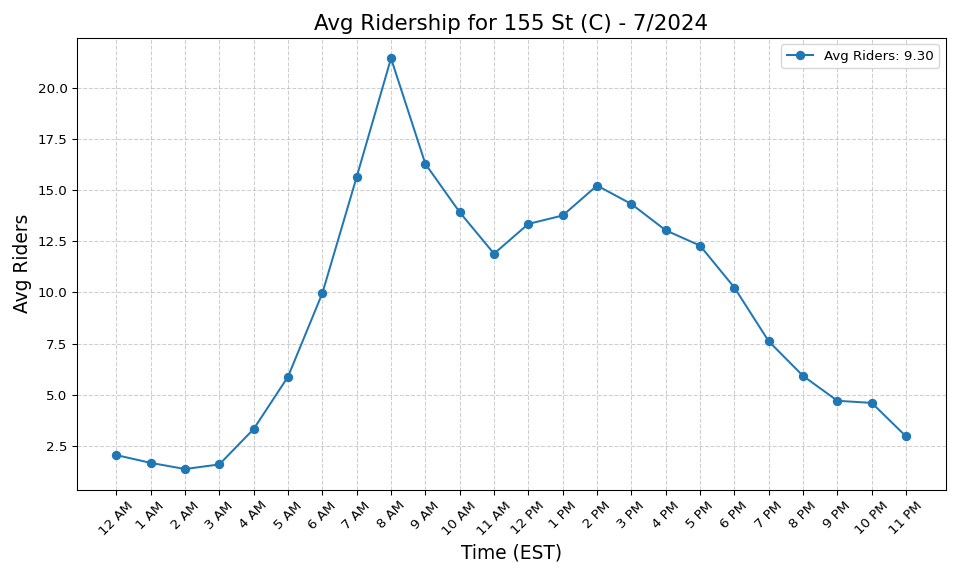 Avg Ridership for 155 St (C) - 7/2024
Avg Riders: 9.30
Avg Riders
20.0
17.5
15.0
12.5
10.0
7.5
5.0
2.5
12 AM 1 AM 2 AM 3 AM 4 AM 5 AM 6 AM 7 AM 8 AM 9 AM 10 AM 11 AM 12 PM 1 PM 2 PM 3 PM 4 PM 5 PM 6 PM 7 PM 8 PM 9 PM 10 PM 11 PM
Time (EST)